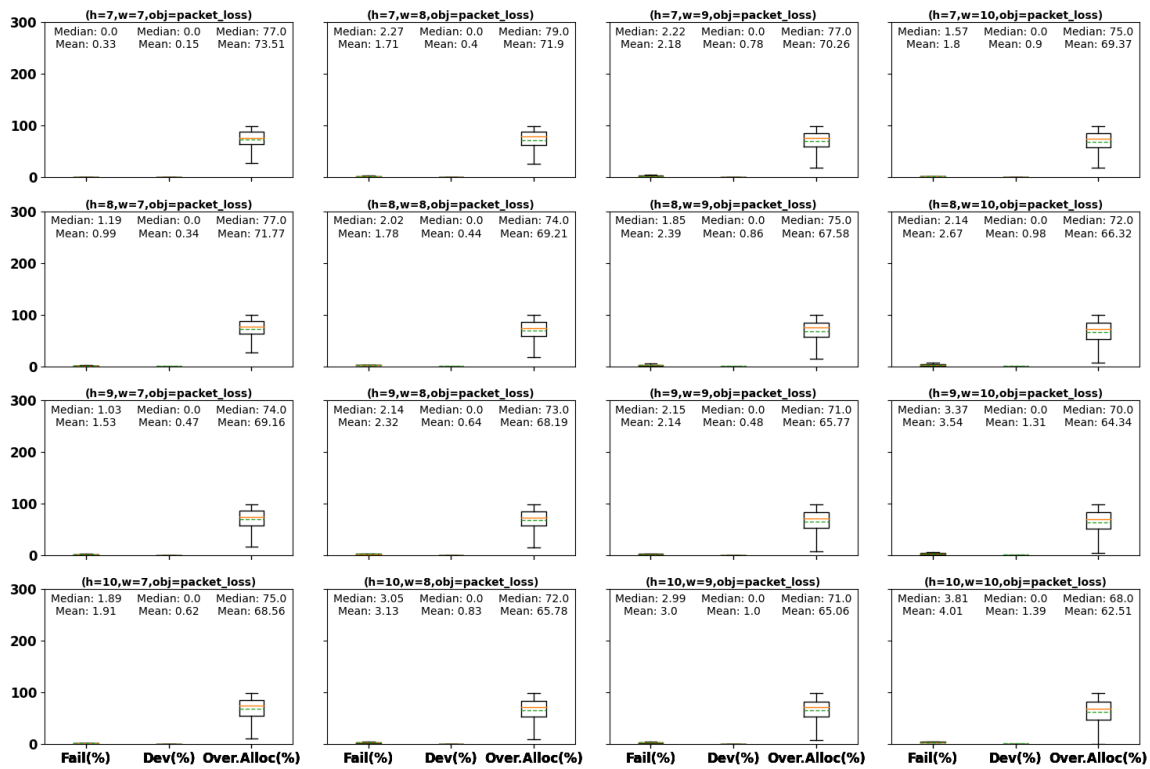 (h=7,w=7,obj=packet_loss) (h=7,w=8,obj=packet_loss) (h=7,w=9,obj=packet_loss) (h=7,w=10,obj=packet_loss)
300
Median: 0.0 Median: 0.0 Median: 77.0 Median: 2.27 Median: 0.0 Median: 79.0 Median: 2.22 Median: 0.0 Median: 77.0 Median: 1.57 Median: 0.0 Median: 75.0
Mean: 0.33 Mean: 0.15 Mean: 73.51 Mean: 1.71 Mean: 0.4 Mean: 71.9 Mean: 2.18 Mean: 0.78 Mean: 70.26 Mean: 1.8 Mean: 0.9 Mean: 69.37
200
100
0
(h=8,w=7,obj=packet_loss) (h=8,w=8,obj=packet_loss) (h=8,w=9,obj=packet_loss) (h=8,w=10,obj=packet_loss)
300
Median: 1.19 Median: 0.0 Median: 77.0 Median: 2.02 Median: 0.0 Median: 74.0 Median: 1.85 Median: 0.0 Median: 75.0 Median: 2.14 Median: 0.0 Median: 72.0
Mean: 0.99 Mean: 0.34 Mean: 71.77 Mean: 1.78 Mean: 0.44 Mean: 69.21 Mean: 2.39 Mean: 0.86 Mean: 67.58 Mean: 2.67 Mean: 0.98 Mean: 66.32
200
100
0
(h=9,w=7,obj=packet_loss) (h=9,w=8,obj=packet_loss) (h=9,w=9,obj=packet_loss) (h=9,w=10,obj=packet_loss)
300
Median: 1.03 Median: 0.0 Median: 74.0 Median: 2.14 Median: 0.0 Median: 73.0 Median: 2.15 Median: 0.0 Median: 71.0 Median: 3.37 Median: 0.0 Median: 70.0
Mean: 1.53 Mean: 0.47 Mean: 69.16 Mean: 2.32 Mean: 0.64 Mean: 68.19 Mean: 2.14 Mean: 0.48 Mean: 65.77 Mean: 3.54 Mean: 1.31 Mean: 64.34
200
100
0
(h=10,w=7,obj=packet_loss) (h=10,w=8,obj=packet_loss) (h=10,w=9,obj=packet_loss) (h=10,w=10,obj=packet_loss)
300
Median: 1.89 Median: 0.0 Median: 75.0 Median: 3.05 Median: 0.0 Median: 72.0 Median: 2.99 Median: 0.0 Median: 71.0 Median: 3.81 Median: 0.0 Median: 68.0
Mean: 1.91 Mean: 0.62 Mean: 68.56 Mean: 3.13 Mean: 0.83 Mean: 65.78 Mean: 3.0 Mean: 1.0 Mean: 65.06 Mean: 4.01 Mean: 1.39 Mean: 62.51
200
100
0
Fail(%) Dev(%) Over.Alloc(%) Fail(%) Dev(%) Over.Alloc(%) Fail(%) Dev(%) Over.Alloc(%) Fail(%) Dev(%) Over.Alloc(%)